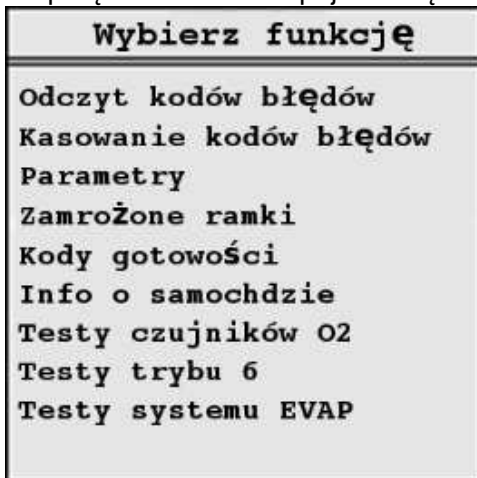 Wybierz funkcję
Odczyt kodów błędów
Kasowanie kodów błędów
Parametry
Zamrożone ramki
Kody gotowości
Info o samochdzie
Testy czujników O2
Testy trybu 6
Testy systemu EVAP